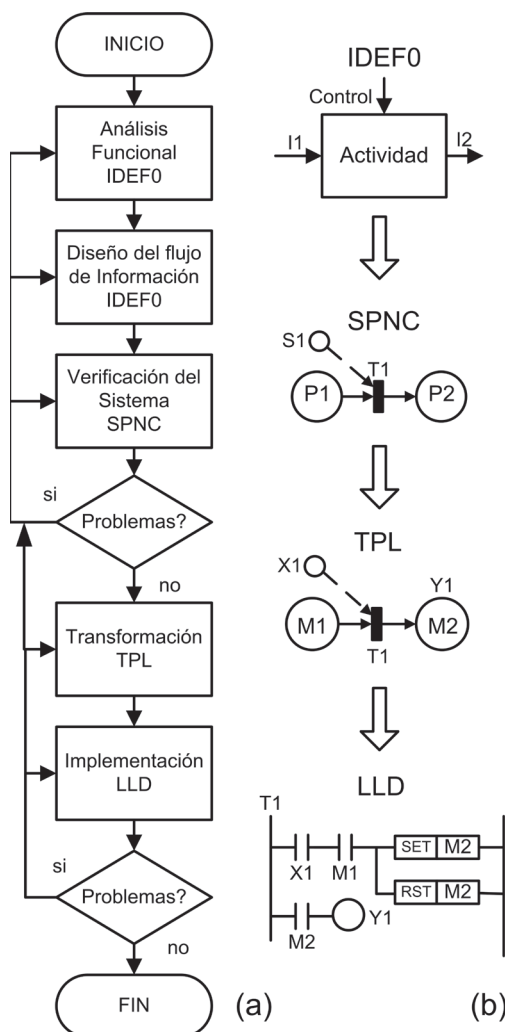 INICIO
Análisis
Funcional
IDEF0
Diseño del flujo
de Información
IDEF0
Verificación del
Sistema
SPNC
si
Problemas?
no
Transformación
TPL
Implementación
LLD
si
Problemas?
no
FIN
(a)
IDEF0
Control
I1
Actividad
I2
SPNC
S1
T1
P1
P2
TPL
X1
Y1
M1
M2
T1
LLD
T1
X1
M1
SET
M2
RST
M2
M2
Y1
(b)